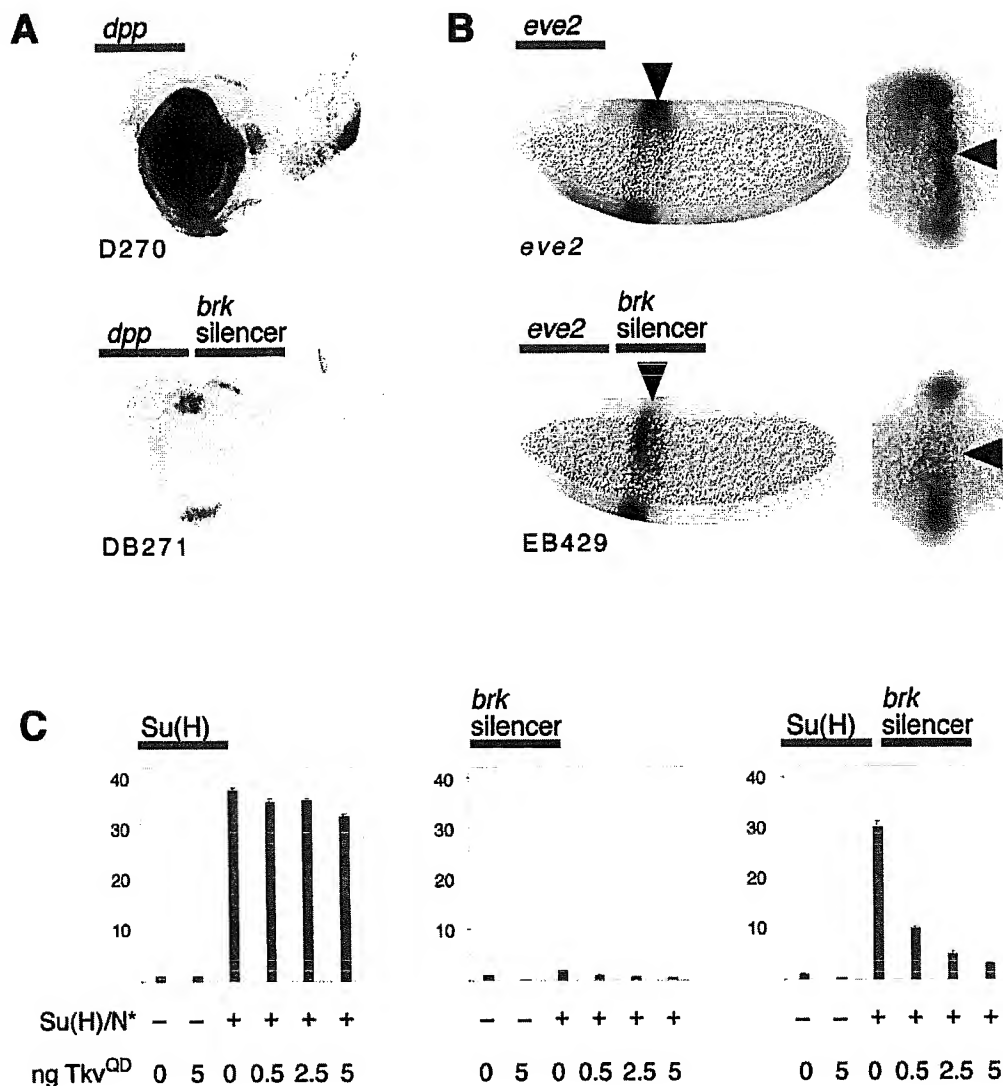 A
dpp
D270
dpp
brk
silencer
DB271
B
eve2
eve2
eve2
brk
silencer
EB429
C
Su(H)
40
30
20
10
brk
silencer
40
30
20
10
Su(H)
brk
silencer
40
30
20
10
Su(H)/N* – – + + + + – – + + + + – – + + + +
ng Tkv^QD 0 5 0 0.5 2.5 5 0 5 0 0.5 2.5 5 0 5 0 0.5 2.5 5